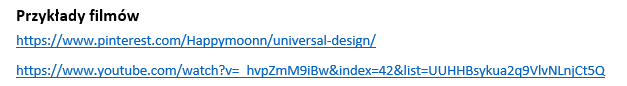 Przykłady filmów
https://www.pinterest.com/Happymoonn/universal-design/
https://www.youtube.com/watch?v=_hvpZmM9iBw&index=42&list=UUHHBsykua2q9VlvNLnjCt5Q